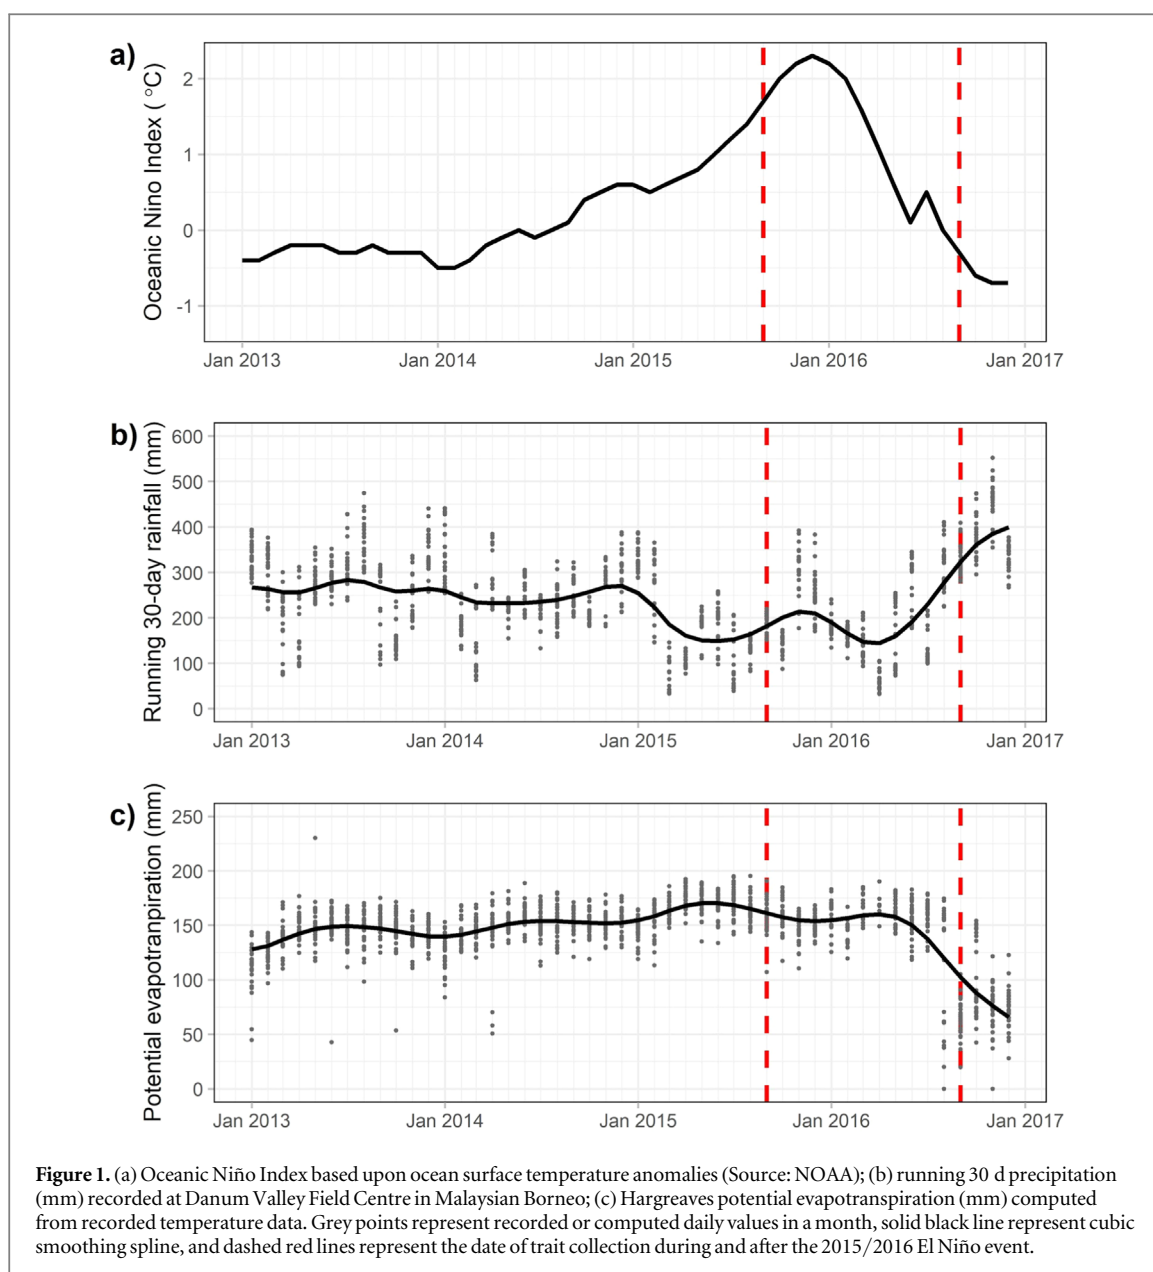 a)
Oceanic Nino Index ( °C)
2
1
0
-1
Jan 2013
Jan 2014
Jan 2015
Jan 2016
Jan 2017
b)
Running 30-day rainfall (mm)
600
500
400
300
200
100
0
Jan 2013
Jan 2014
Jan 2015
Jan 2016
Jan 2017
c)
Potential evapotranpiration (mm)
250
200
150
100
50
0
Jan 2013
Jan 2014
Jan 2015
Jan 2016
Jan 2017
Figure 1. (a) Oceanic Niño Index based upon ocean surface temperature anomalies (Source: NOAA); (b) running 30 d precipitation
(mm) recorded at Danum Valley Field Centre in Malaysian Borneo; (c) Hargreaves potential evapotranspiration (mm) computed
from recorded temperature data. Grey points represent recorded or computed daily values in a month, solid black line represent cubic
smoothing spline, and dashed red lines represent the date of trait collection during and after the 2015/2016 El Niño event.